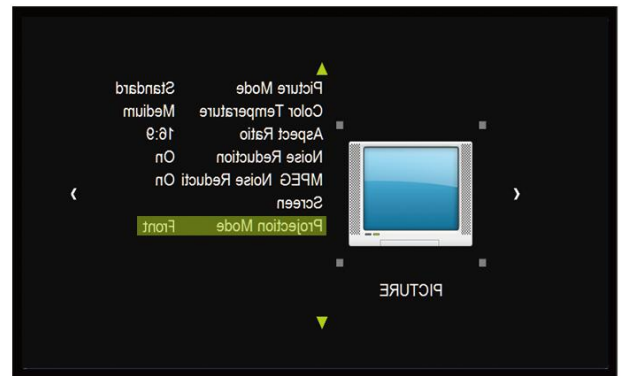 Picture Mode Standard
Color Temperature Medium
Aspect Ratio 16:9
Noise Reduction On
MPEG Noise Reducti On
Screen
Projection Mode Front
PICTURE